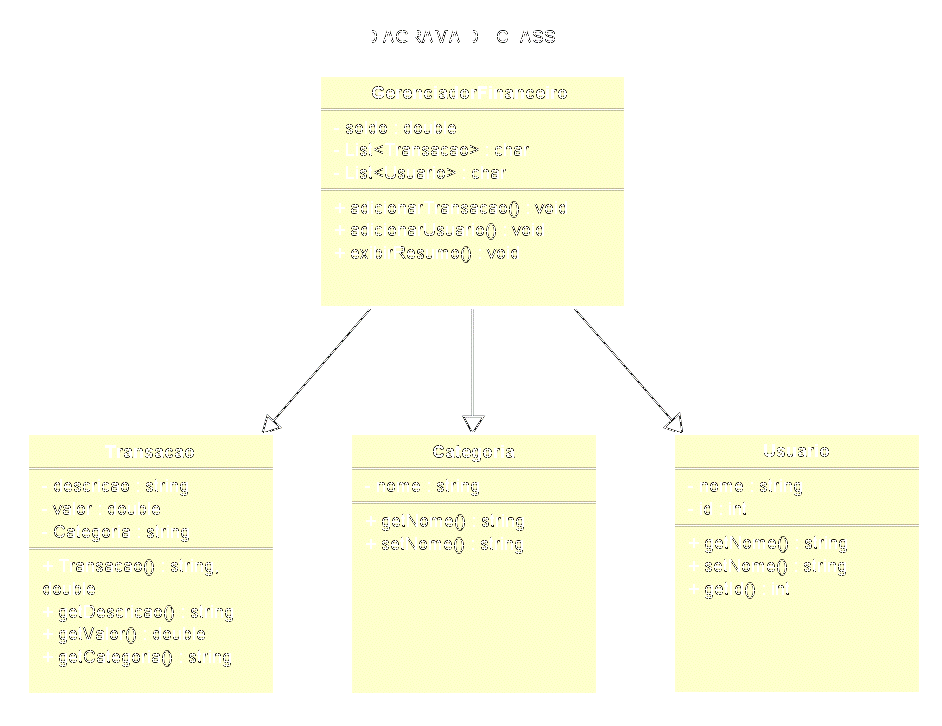 DIAGRAMA DE CLASSE
GerenciadorFinanceiro
- saldo : double
- List<Transacao> : char
- List<Usuario> : char
+ adicionarTransacao() : void
+ adicionarUsuario() : void
+ exibirResumo() : void
Transacao
- descricao : string
- valor : double
- Categoria : string
+ Transacao() : string,
double
+ getDescricao() : string
+ getValor() : double
+ getCategoria() : string
Categoria
- nome : string
+ getNome() : string
+ setNome() : string
Usuario
- nome : string
- id : int
+ getNome() : string
+ setNome() : string
+ getId() : int